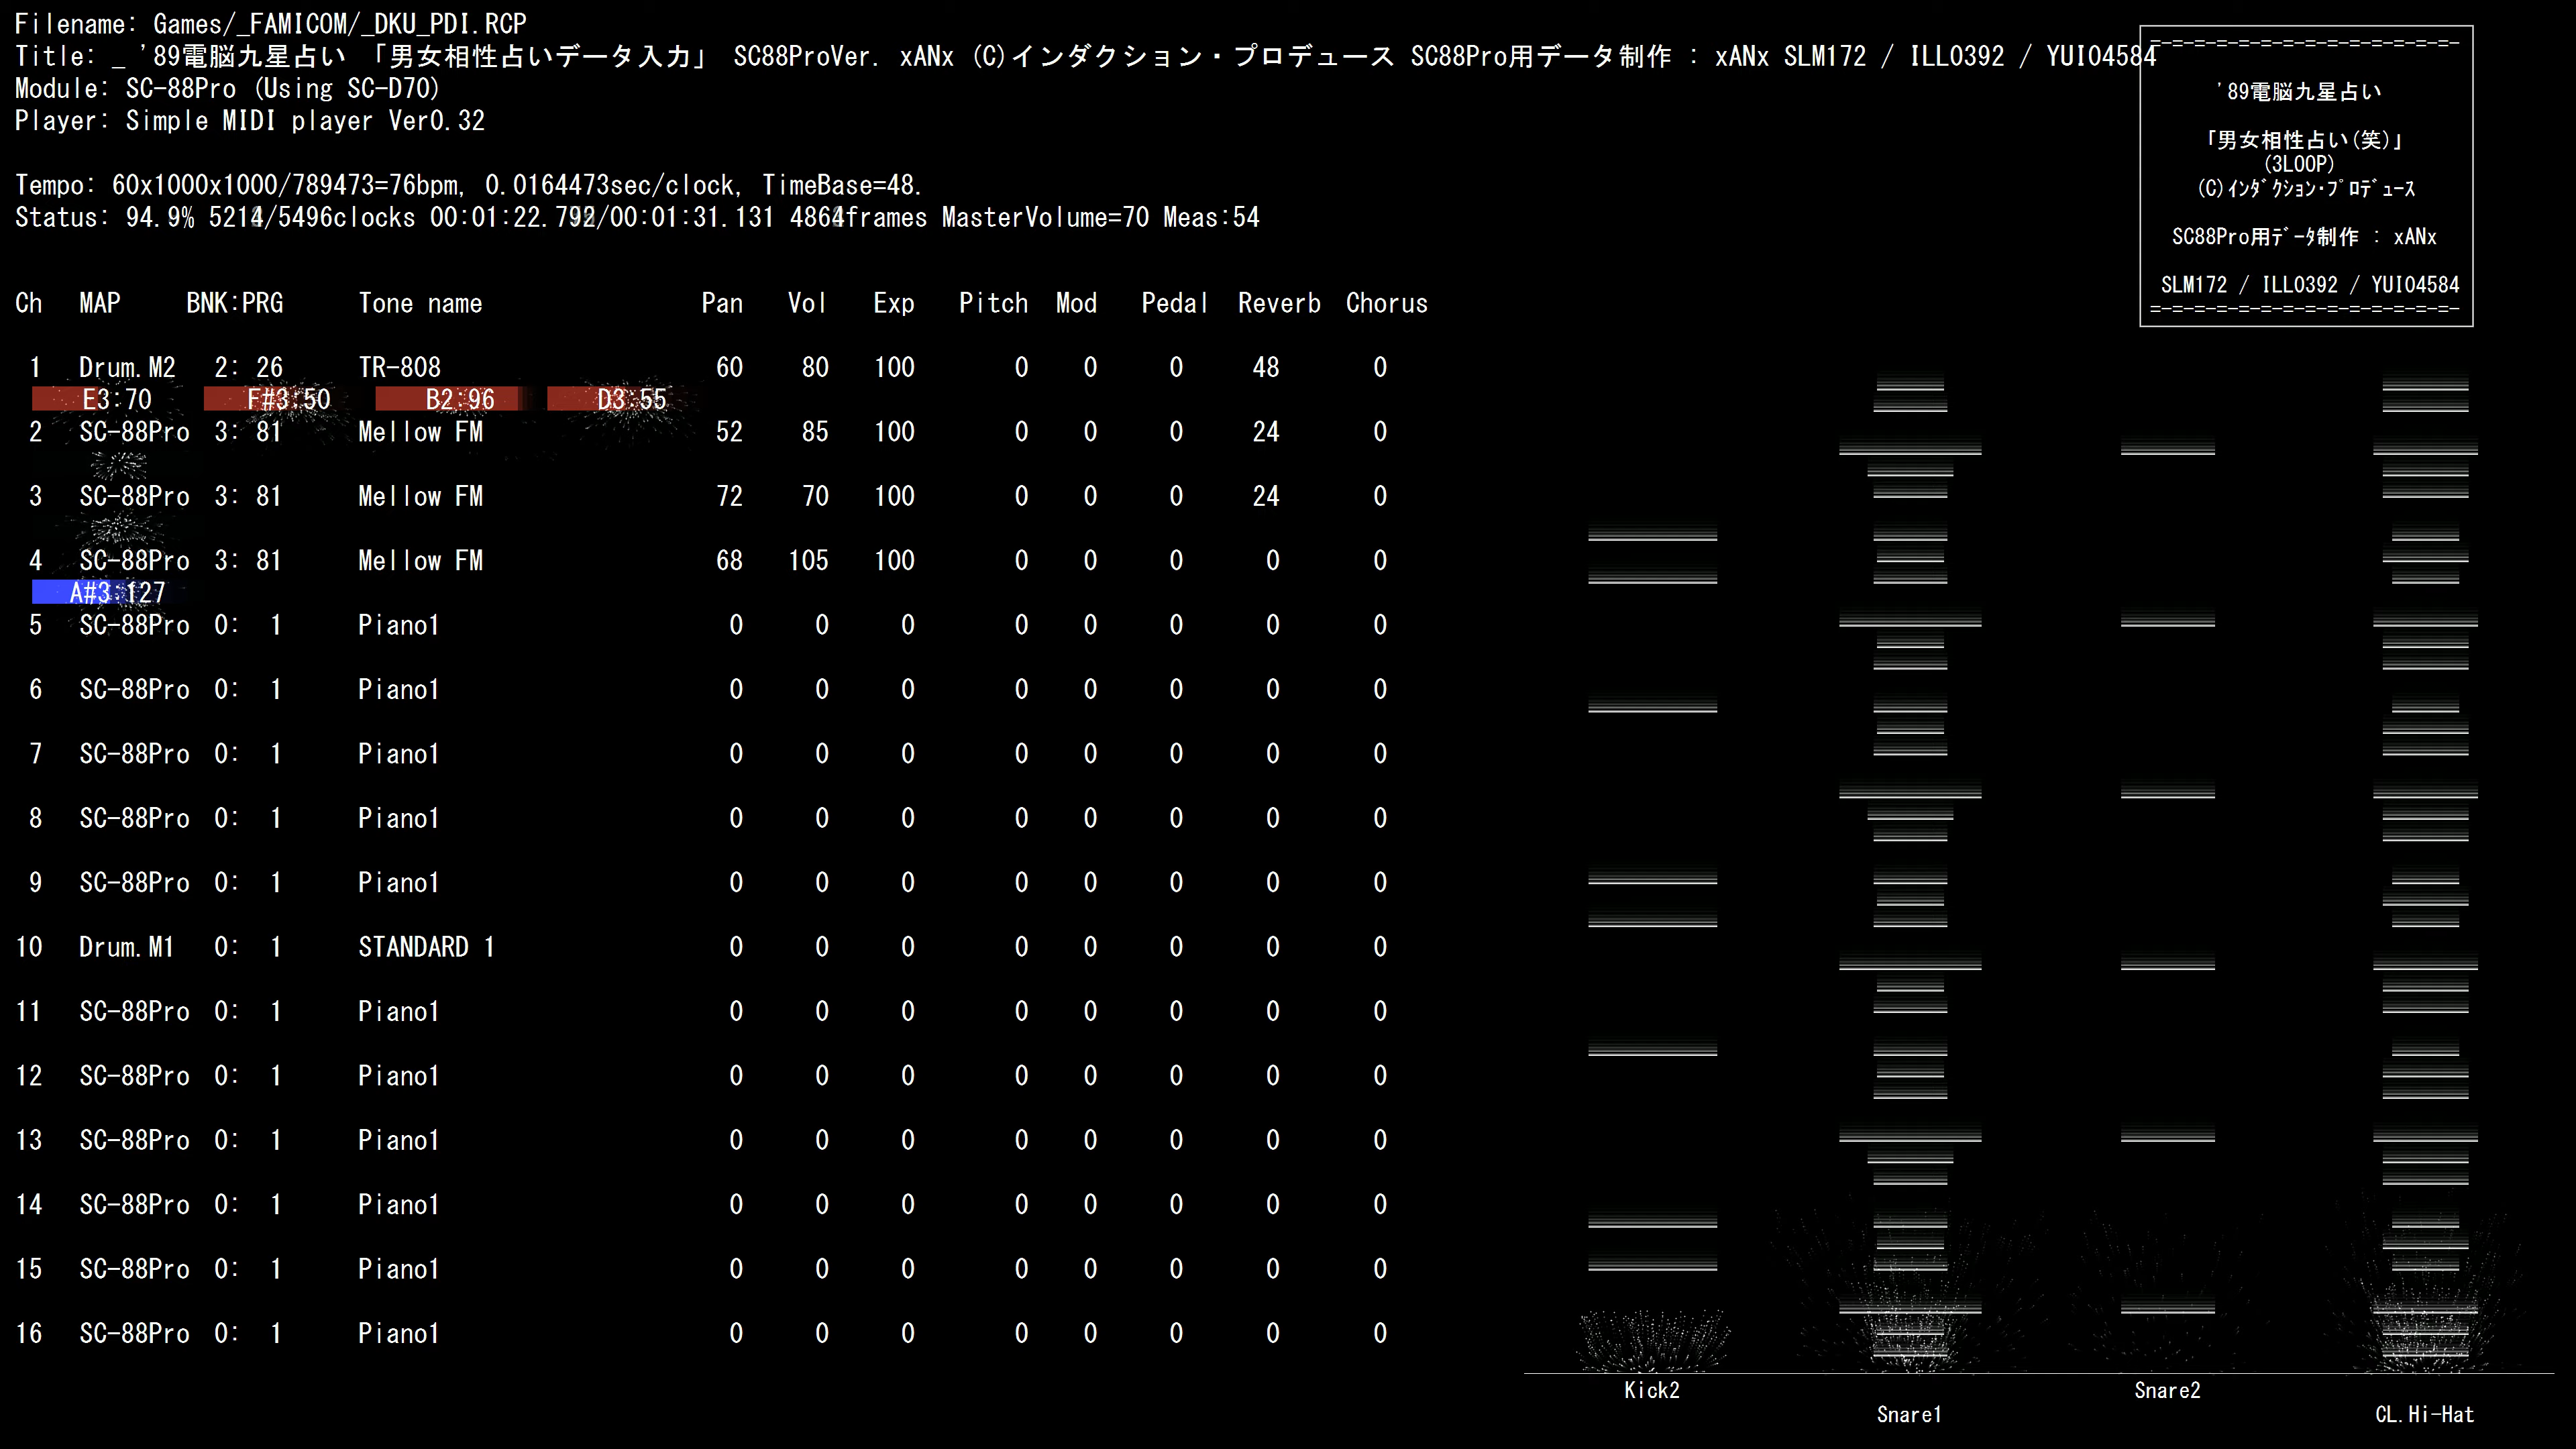 Filename: Games/_FAMICOM/_DKU_PDI.RCP
Title: _ '89電脳九星占い 「男女相性占いデータ入力」 SC88ProVer. xANx (C)インダクション・プロデュース SC88Pro用データ制作 : xANx SLM172 / ILL0392 / YUI04584
Module: SC-88Pro (Using SC-D70)
Player: Simple MIDI player Ver0.32
Tempo: 60x1000x1000/789473=76bpm, 0.0164473sec/clock, TimeBase=48.
Status: 94.9% /5496clocks 00:01:22. /00:01:31.131 frames MasterVolume=70 Meas:54
=-=-=-=-=-=-=-=-=-=-=-=-=-=-
'89電脳九星占い
「男女相性占い(笑)」
(3LOOP)
(C)ｲﾝﾀﾞｸｼｮﾝ･ﾌﾟﾛﾃﾞｭｰｽ
SC88Pro用ﾃﾞｰﾀ制作 : xANx
SLM172 / ILL0392 / YUI04584
=-=-=-=-=-=-=-=-=-=-=-=-=-=-
Ch MAP BNK:PRG Tone name Pan Vol Exp Pitch Mod Pedal Reverb Chorus
1 Drum.M2 2: 26 TR-808 60 80 100 0 0 0 48 0
E3:70 F#3:50 B2:96 D3:55
2 SC-88Pro 3: 81 Mellow FM 52 85 100 0 0 0 24 0
3 SC-88Pro 3: 81 Mellow FM 72 70 100 0 0 0 24 0
4 SC-88Pro 3: 81 Mellow FM 68 105 100 0 0 0 0 0
A#3:127
5 SC-88Pro 0: 1 Piano1 0 0 0 0 0 0 0 0
6 SC-88Pro 0: 1 Piano1 0 0 0 0 0 0 0 0
7 SC-88Pro 0: 1 Piano1 0 0 0 0 0 0 0 0
8 SC-88Pro 0: 1 Piano1 0 0 0 0 0 0 0 0
9 SC-88Pro 0: 1 Piano1 0 0 0 0 0 0 0 0
10 Drum.M1 0: 1 STANDARD 1 0 0 0 0 0 0 0 0
11 SC-88Pro 0: 1 Piano1 0 0 0 0 0 0 0 0
12 SC-88Pro 0: 1 Piano1 0 0 0 0 0 0 0 0
13 SC-88Pro 0: 1 Piano1 0 0 0 0 0 0 0 0
14 SC-88Pro 0: 1 Piano1 0 0 0 0 0 0 0 0
15 SC-88Pro 0: 1 Piano1 0 0 0 0 0 0 0 0
16 SC-88Pro 0: 1 Piano1 0 0 0 0 0 0 0 0
Kick2 Snare2
Snare1 CL.Hi-Hat